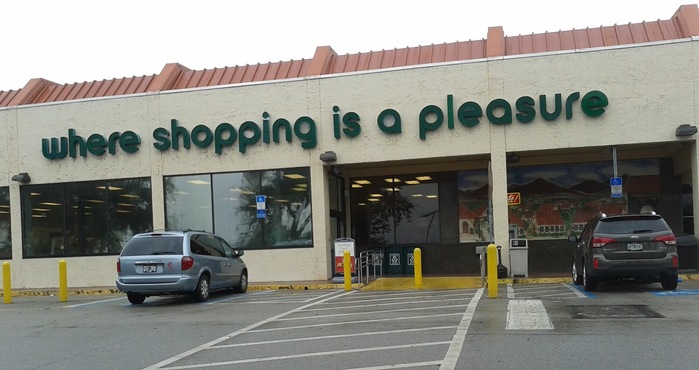 where shopping is a pleasure